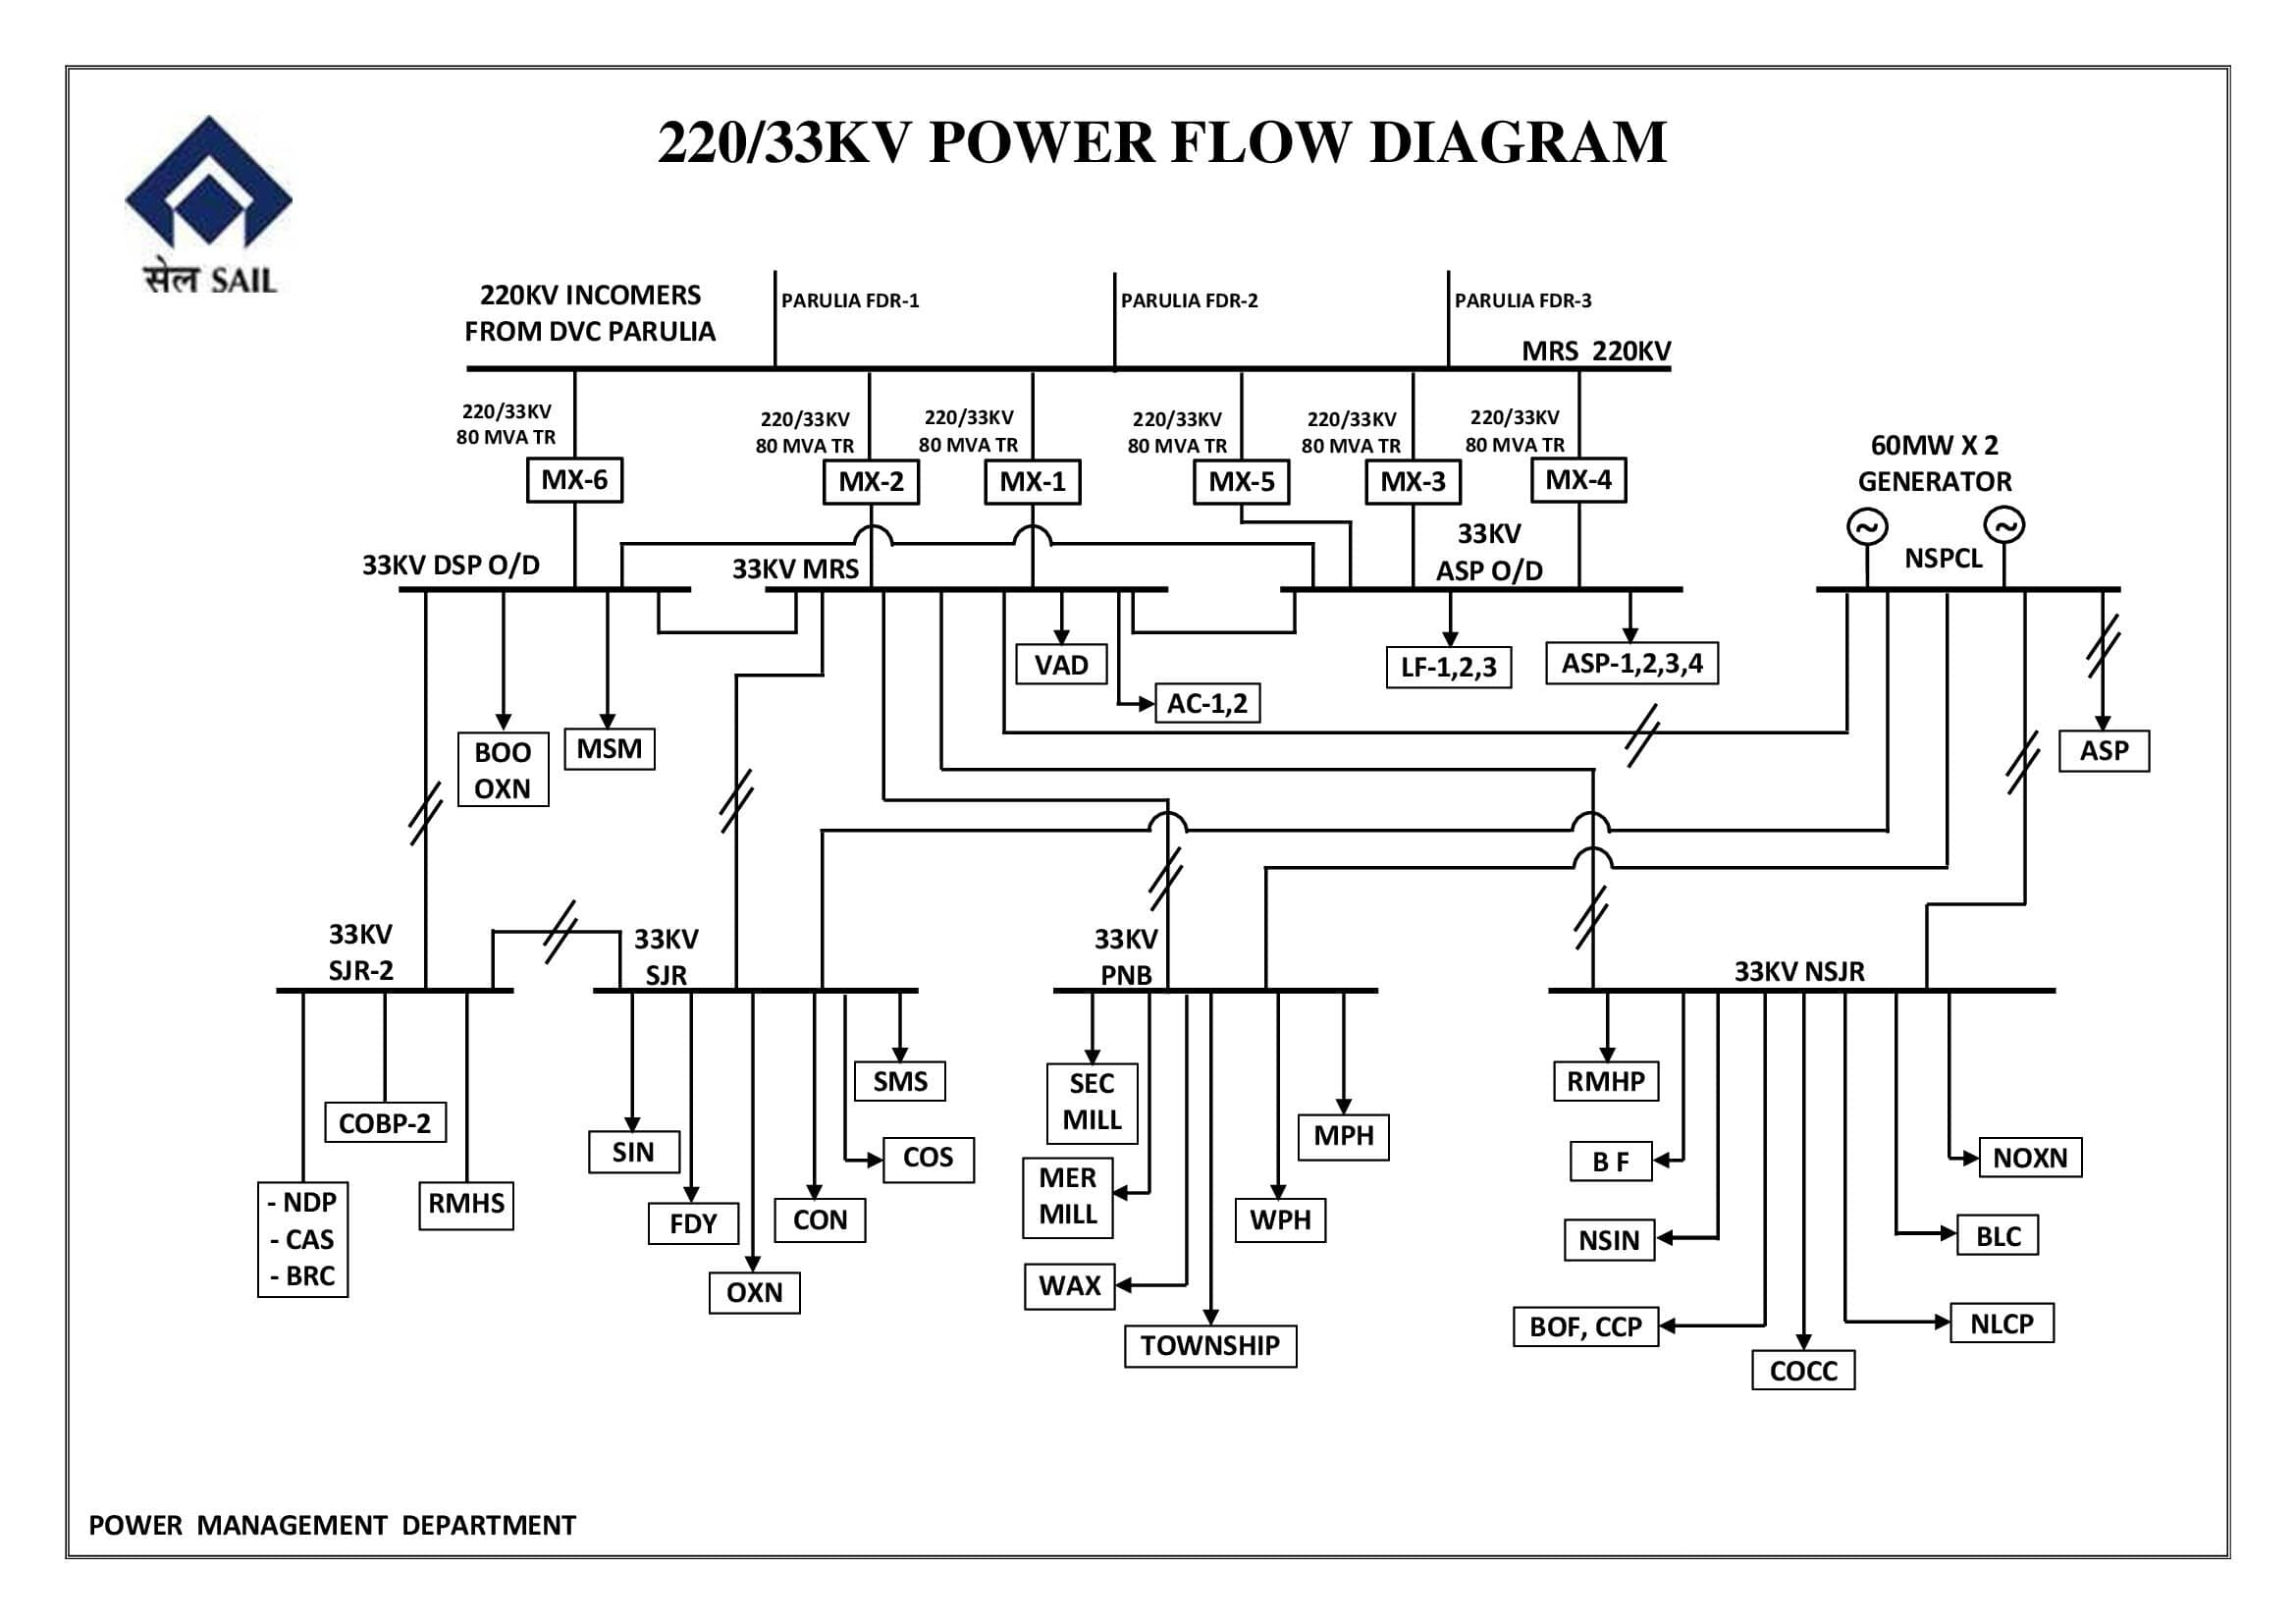 220/33KV POWER FLOW DIAGRAM
सेल SAIL
220KV INCOMERS
FROM DVC PARULIA
PARULIA FDR-1
PARULIA FDR-2
PARULIA FDR-3
MRS 220KV
220/33KV
80 MVA TR
220/33KV
80 MVA TR
220/33KV
80 MVA TR
220/33KV
80 MVA TR
220/33KV
80 MVA TR
220/33KV
80 MVA TR
60MW X 2
GENERATOR
MX-6
MX-2
MX-1
MX-5
MX-3
MX-4
~
~
33KV DSP O/D
33KV MRS
33KV
ASP O/D
NSPCL
VAD
AC-1,2
LF-1,2,3
ASP-1,2,3,4
BOO
OXN
MSM
ASP
33KV
SJR-2
33KV
SJR
33KV
PNB
33KV NSJR
COBP-2
- NDP
- CAS
- BRC
RMHS
SIN
FDY
OXN
CON
COS
SMS
SEC
MILL
MER
MILL
WAX
TOWNSHIP
WPH
MPH
RMHP
B F
NSIN
BOF, CCP
COCC
NLCP
BLC
NOXN
POWER MANAGEMENT DEPARTMENT